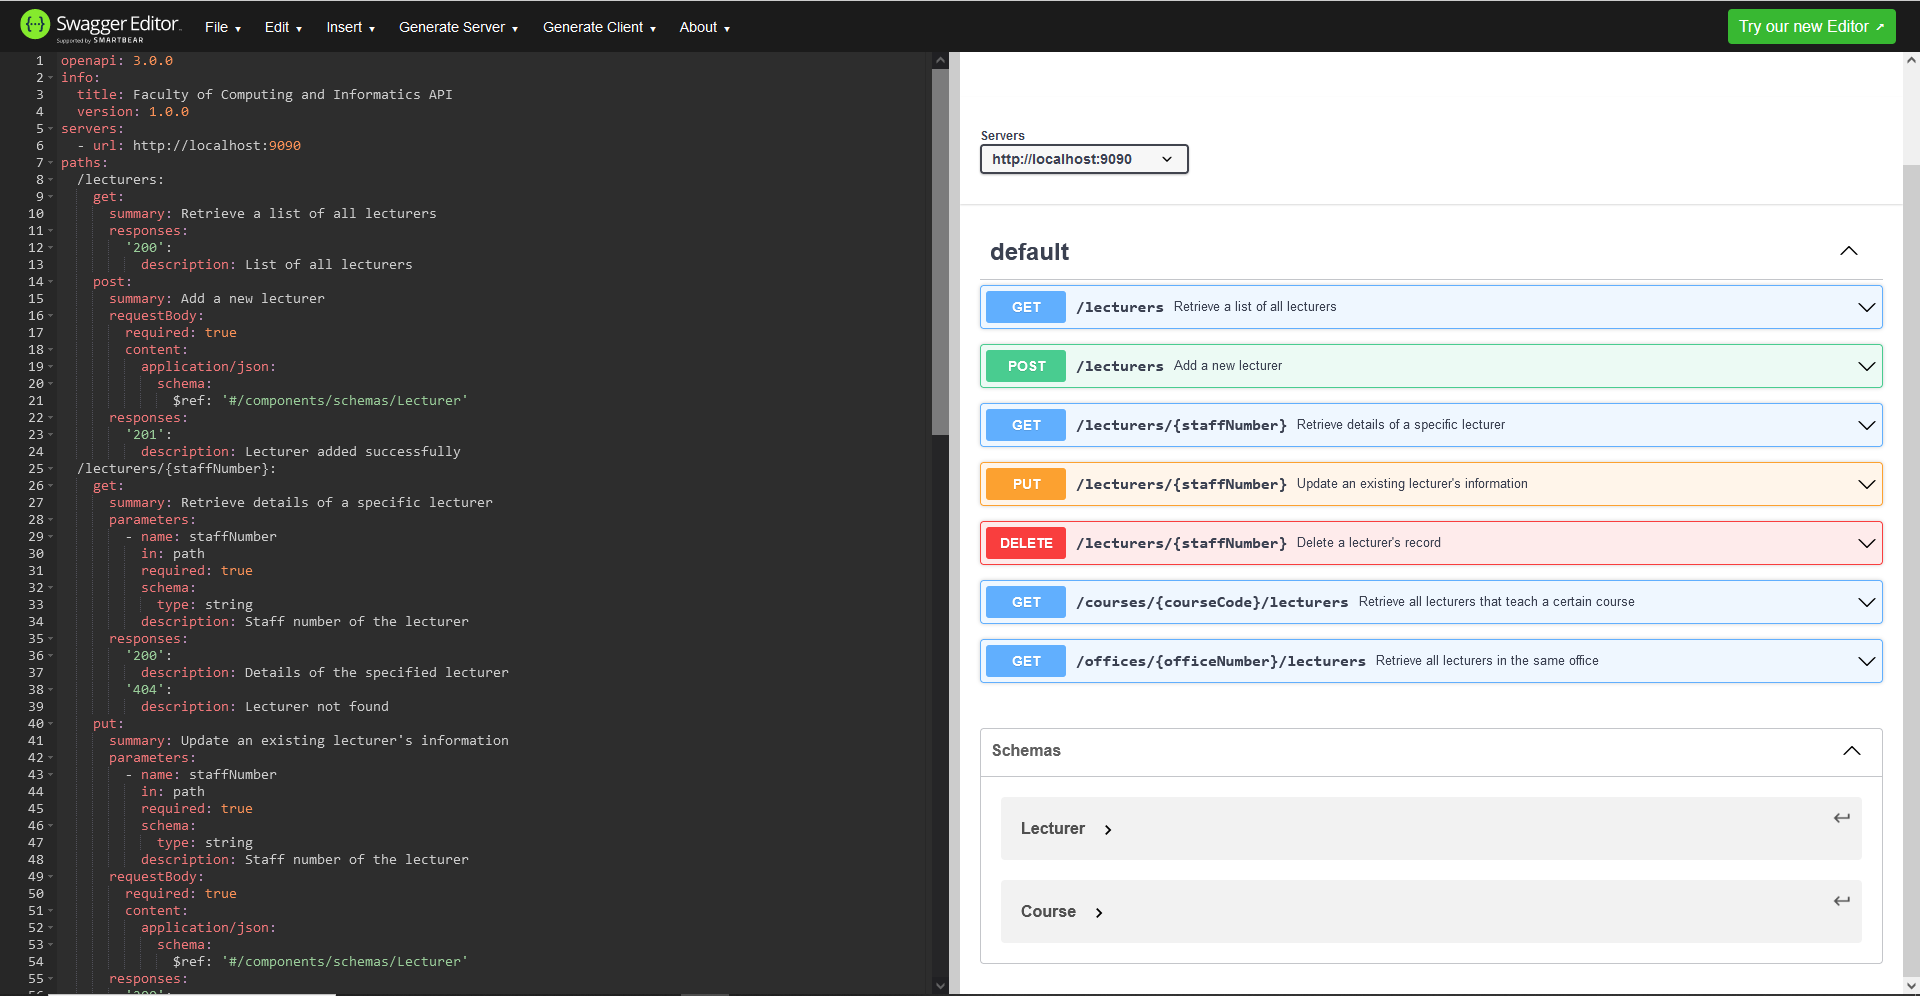 Swagger Editor
Supported by SMARTBEAR
File
Edit
Insert
Generate Server
Generate Client
About
Try our new Editor
1 openapi: 3.0.0
2 info:
3 title: Faculty of Computing and Informatics API
4 version: 1.0.0
5 servers:
6 - url: http://localhost:9090
7 paths:
8 /lecturers:
9 get:
10 summary: Retrieve a list of all lecturers
11 responses:
12 '200':
13 description: List of all lecturers
14 post:
15 summary: Add a new lecturer
16 requestBody:
17 required: true
18 content:
19 application/json:
20 schema:
21 $ref: '#/components/schemas/Lecturer'
22 responses:
23 '201':
24 description: Lecturer added successfully
25 /lecturers/{staffNumber}:
26 get:
27 summary: Retrieve details of a specific lecturer
28 parameters:
29 - name: staffNumber
30 in: path
31 required: true
32 schema:
33 type: string
34 description: Staff number of the lecturer
35 responses:
36 '200':
37 description: Details of the specified lecturer
38 '404':
39 description: Lecturer not found
40 put:
41 summary: Update an existing lecturer's information
42 parameters:
43 - name: staffNumber
44 in: path
45 required: true
46 schema:
47 type: string
48 description: Staff number of the lecturer
49 requestBody:
50 required: true
51 content:
52 application/json:
53 schema:
54 $ref: '#/components/schemas/Lecturer'
55 responses:
Servers
http://localhost:9090
default
GET /lecturers Retrieve a list of all lecturers
POST /lecturers Add a new lecturer
GET /lecturers/{staffNumber} Retrieve details of a specific lecturer
PUT /lecturers/{staffNumber} Update an existing lecturer's information
DELETE /lecturers/{staffNumber} Delete a lecturer's record
GET /courses/{courseCode}/lecturers Retrieve all lecturers that teach a certain course
GET /offices/{officeNumber}/lecturers Retrieve all lecturers in the same office
Schemas
Lecturer
Course